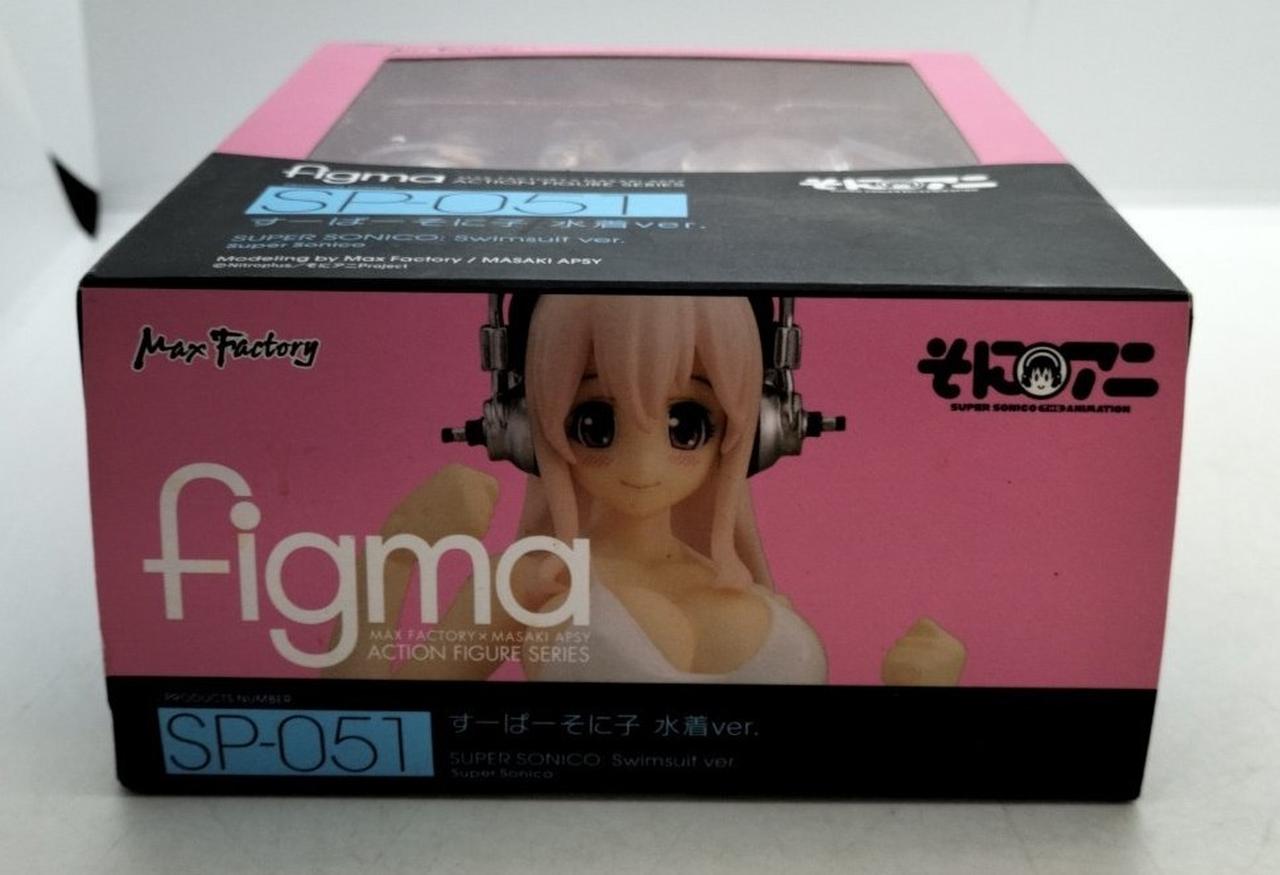 figma
ACTION FIGURE SERIES
そに アニ
SP-051
すーぱーそに子 水着ver.
SUPER SONICO: Swimsuit ver.
Super Sonico
Modeling by Max Factory / MASAKI APSY
©Nitroplus/そにアニProject
Max Factory
そに アニ
SUPER SONICO THE ANIMATION
figma
MAX FACTORY × MASAKI APSY
ACTION FIGURE SERIES
PRODUCTS NUMBER
SP-051
すーぱーそに子 水着ver.
SUPER SONICO: Swimsuit ver.
Super Sonico